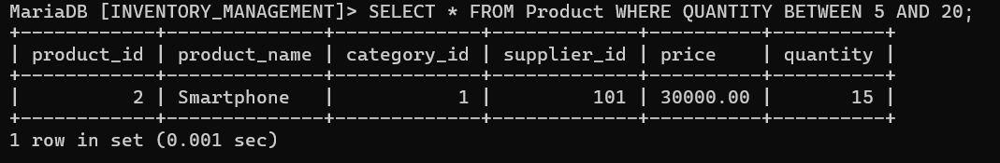 MariaDB [INVENTORY_MANAGEMENT]> SELECT * FROM Product WHERE QUANTITY BETWEEN 5 AND 20;
+------------+--------------+-------------+-------------+----------+----------+
| product_id | product_name | category_id | supplier_id | price    | quantity |
+------------+--------------+-------------+-------------+----------+----------+
|          2 | Smartphone   |           1 |         101 | 30000.00 |       15 |
+------------+--------------+-------------+-------------+----------+----------+
1 row in set (0.001 sec)